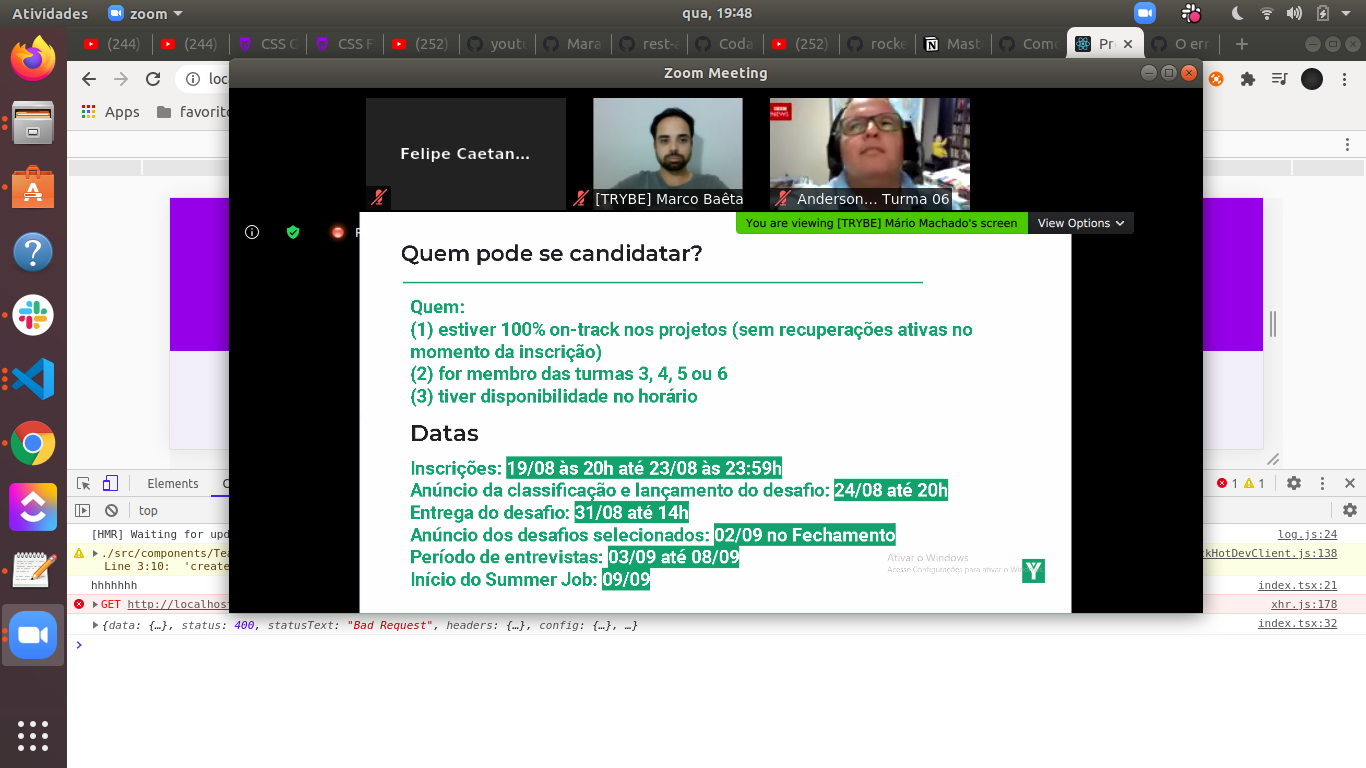 Atividades
zoom
qua, 19:48
(244)
(244)
CSS G
CSS F
(252)
youtu
Mara
rest-a
Coda
(252)
rocke
Mast
Como
Pr
O err
loc
Apps
favorito
Zoom Meeting
Felipe Caetan...
[TRYBE] Marco Baêta
BBC
NEWS
Anderson... Turma 06
You are viewing [TRYBE] Mário Machado's screen
View Options
Quem pode se candidatar?
Quem:
(1) estiver 100% on-track nos projetos (sem recuperações ativas no
momento da inscrição)
(2) for membro das turmas 3, 4, 5 ou 6
(3) tiver disponibilidade no horário
Datas
Inscrições: 19/08 às 20h até 23/08 às 23:59h
Anúncio da classificação e lançamento do desafio: 24/08 até 20h
Entrega do desafio: 31/08 até 14h
Anúncio dos desafios selecionados: 02/09 no Fechamento
Período de entrevistas: 03/09 até 08/09
Início do Summer Job: 09/09
Ativar o Windows
Acesse Configurações para ativar o Windows
Elements
1
1
top
[HMR] Waiting for upd
log.js:24
./src/components/Tea
kHotDevClient.js:138
Line 3:10: 'create
hhhhhhh
index.tsx:21
GET http://localhos
xhr.js:178
{data: {…}, status: 400, statusText: "Bad Request", headers: {…}, config: {…}, …}
index.tsx:32